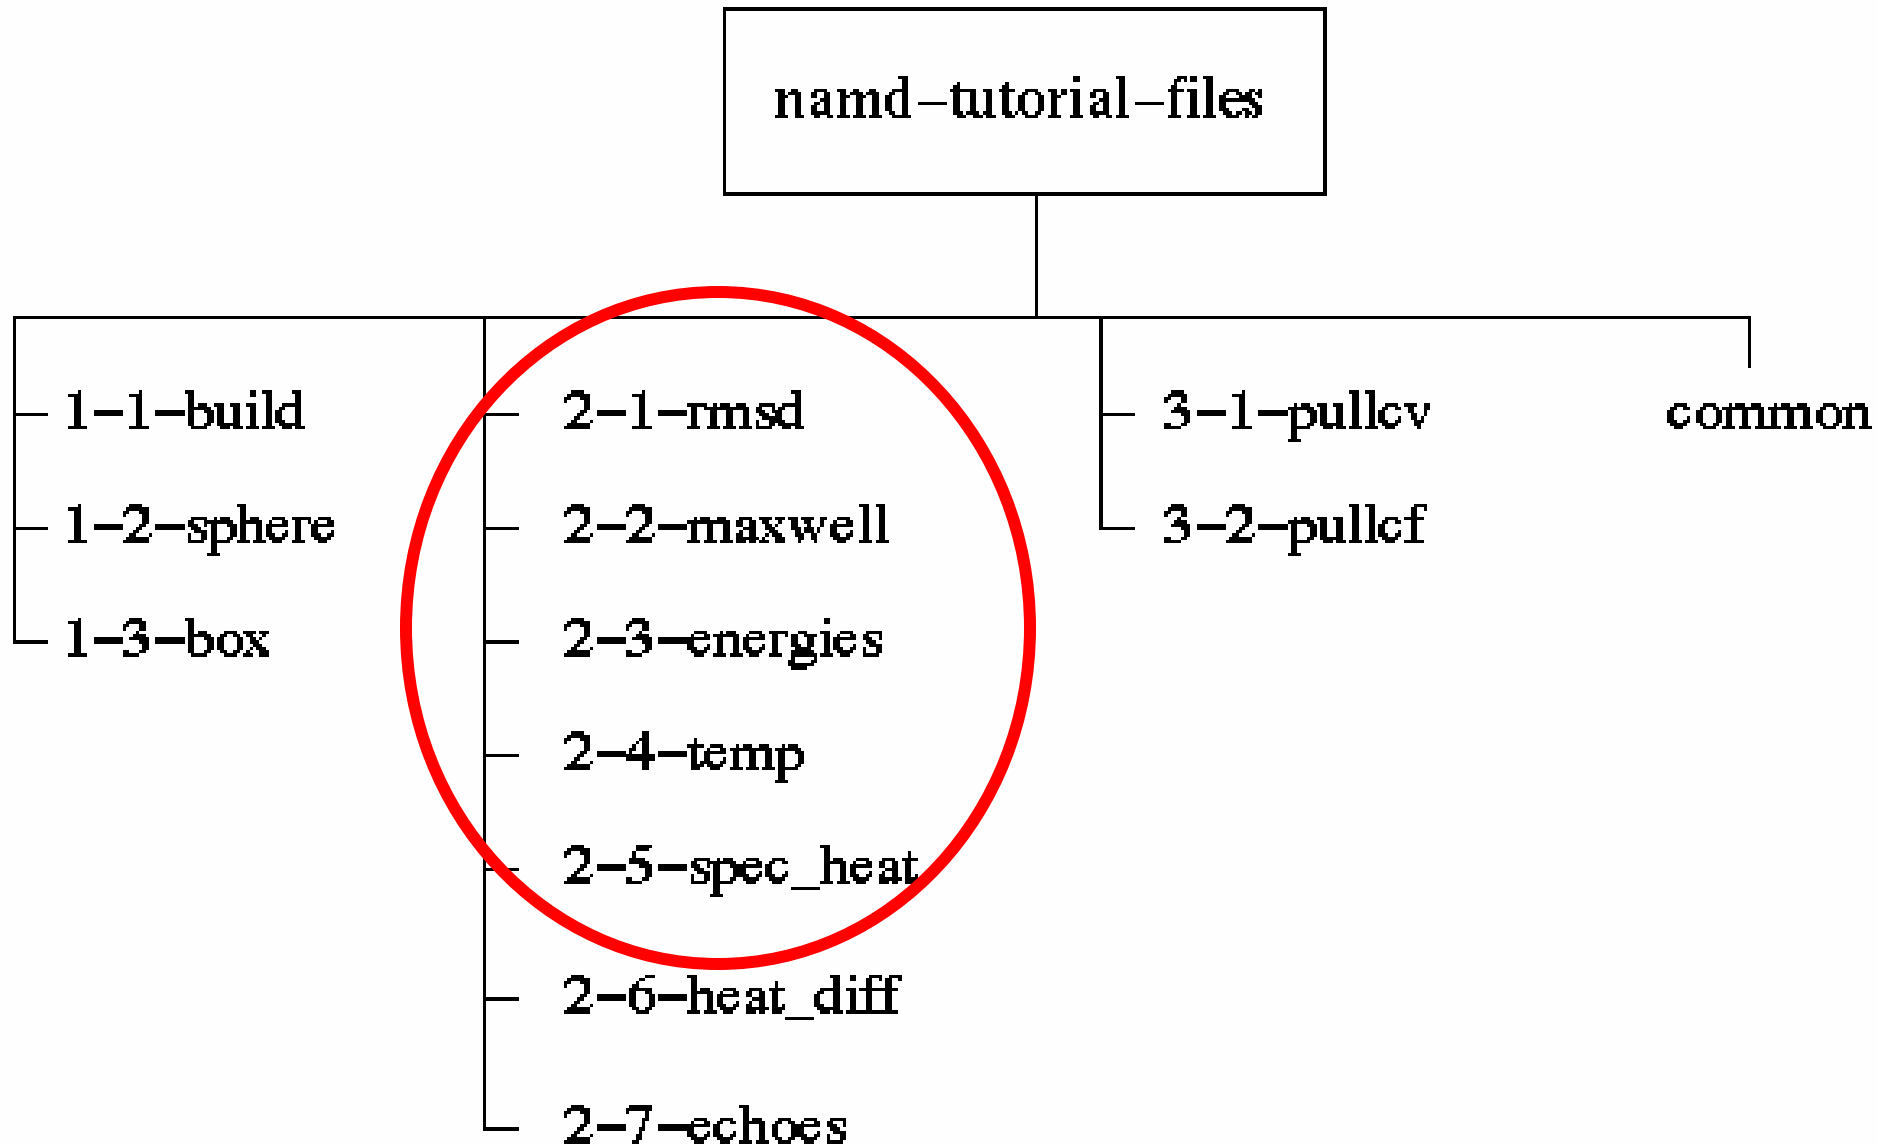 namd-tutorial-files
1-1-build
1-2-sphere
1-3-box
2-1-rmsd
2-2-maxwell
2-3-energies
2-4-temp
2-5-spec_heat
2-6-heat_diff
2-7-echoes
3-1-pullcv
3-2-pullcf
common